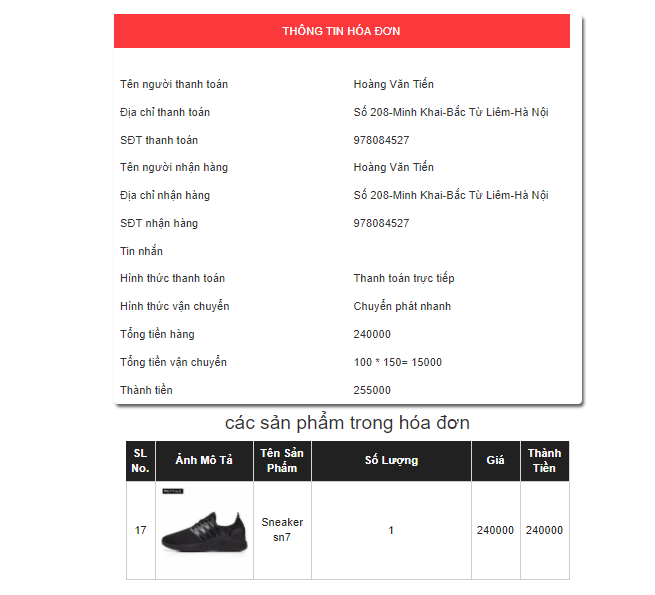 THÔNG TIN HÓA ĐƠN
Tên người thanh toán Hoàng Văn Tiến
Địa chỉ thanh toán Số 208-Minh Khai-Bắc Từ Liêm-Hà Nội
SĐT thanh toán 978084527
Tên người nhận hàng Hoàng Văn Tiến
Địa chỉ nhận hàng Số 208-Minh Khai-Bắc Từ Liêm-Hà Nội
SĐT nhận hàng 978084527
Tin nhắn
Hình thức thanh toán Thanh toán trực tiếp
Hình thức vận chuyển Chuyển phát nhanh
Tổng tiền hàng 240000
Tổng tiền vận chuyển 100 * 150= 15000
Thành tiền 255000
các sản phẩm trong hóa đơn
SL No. Ảnh Mô Tả Tên Sản Phẩm Số Lượng Giá Thành Tiền
17 Sneaker sn7 1 240000 240000